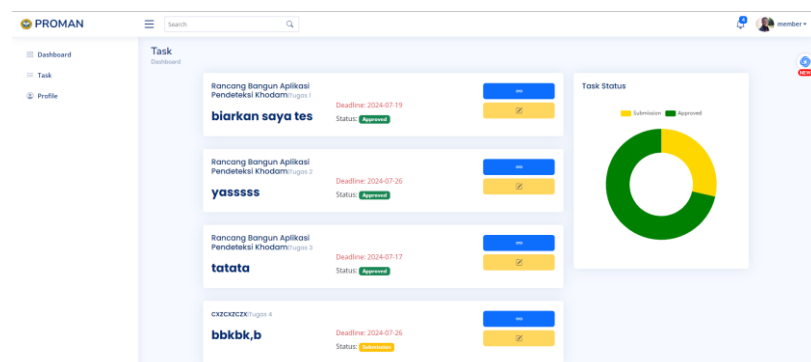 PROMAN
Search
member
Dashboard
Task
Profile
Task
Dashboard
Rancang Bangun Aplikasi
Pendeteksi Khodam|Tugas 1
biarkan saya tes
Deadline: 2024-07-19
Status: Approved
Rancang Bangun Aplikasi
Pendeteksi Khodam|Tugas 2
yasssss
Deadline: 2024-07-26
Status: Approved
Rancang Bangun Aplikasi
Pendeteksi Khodam|Tugas 3
tatata
Deadline: 2024-07-17
Status: Approved
CXZCXZCZX|Tugas 4
bbkbk,b
Deadline: 2024-07-26
Status: Submission
Task Status
Submission Approved
NEW